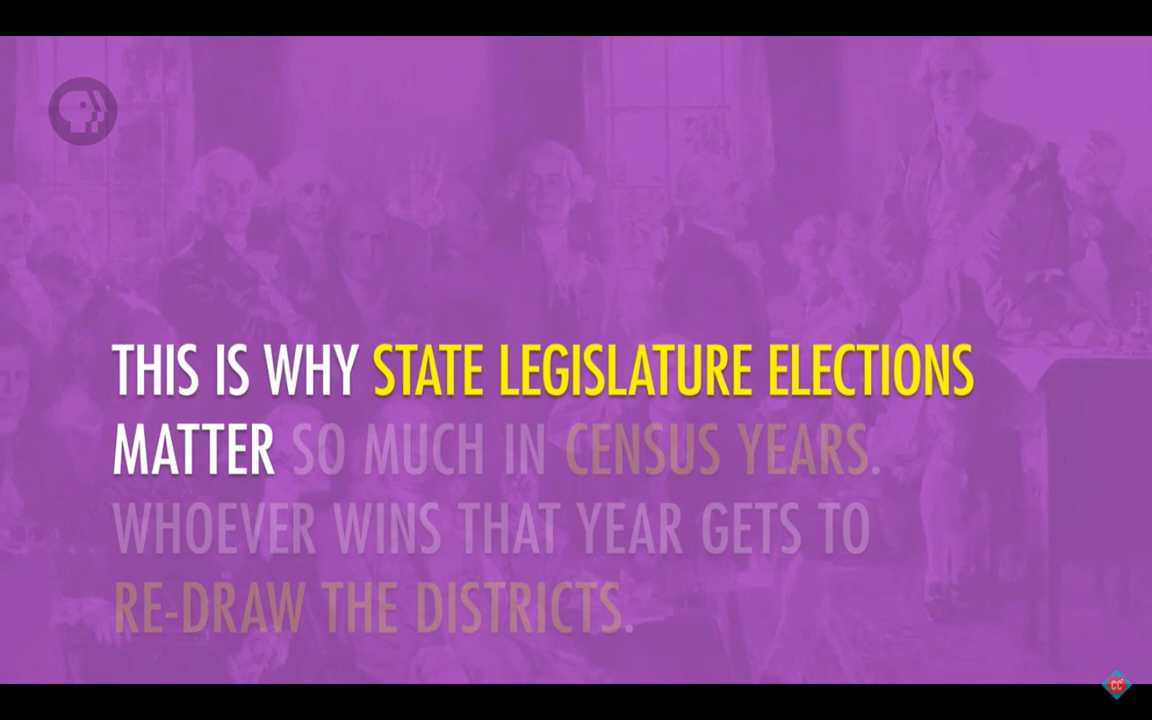 THIS IS WHY STATE LEGISLATURE ELECTIONS
MATTER SO MUCH IN CENSUS YEARS.
WHOEVER WINS THAT YEAR GETS TO
RE-DRAW THE DISTRICTS.
CC